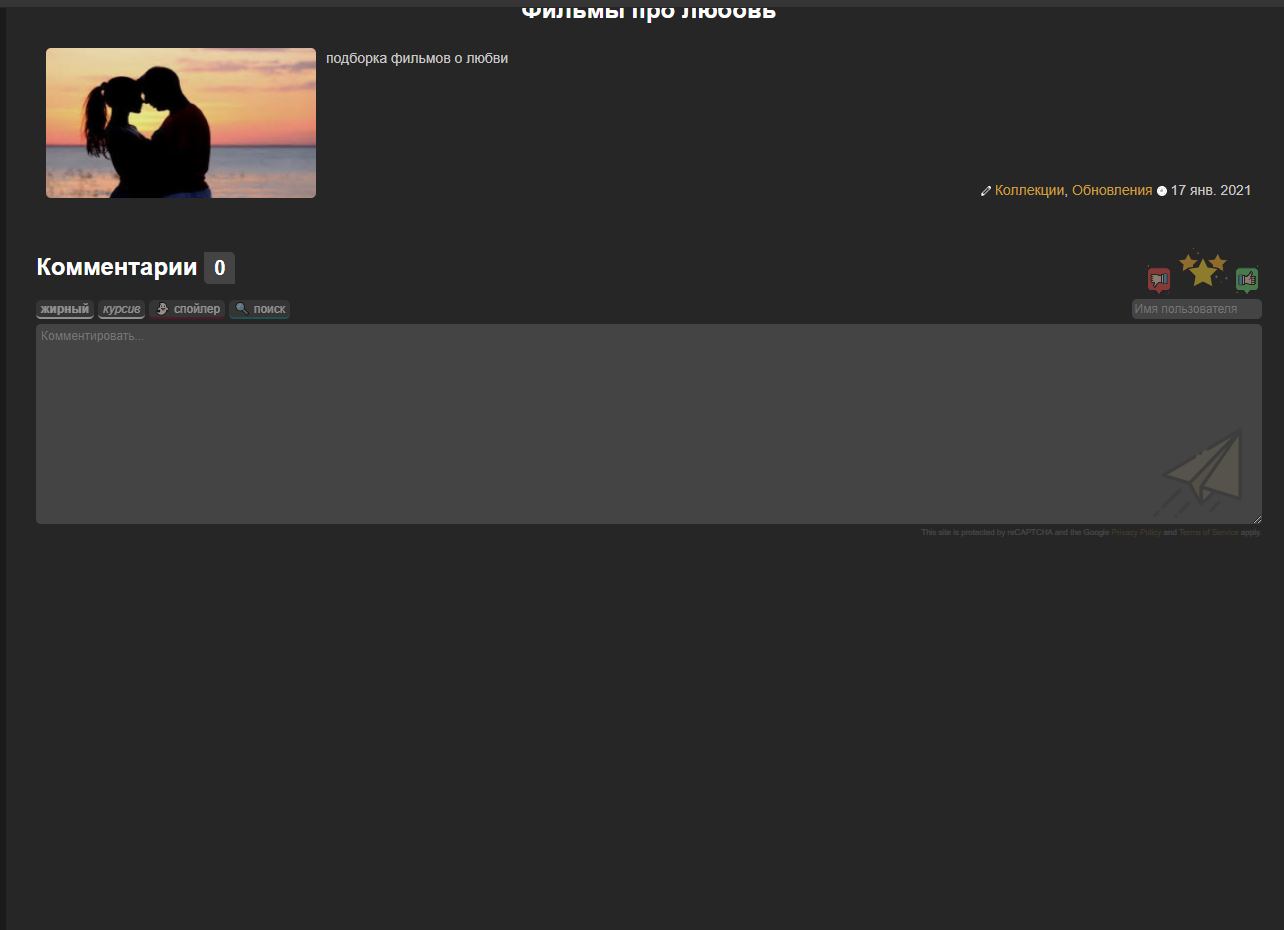 Фильмы про любовь
подборка фильмов о любви
Коллекции, Обновления 17 янв. 2021
Комментарии 0
жирный курсив спойлер поиск Имя пользователя
Комментировать...
This site is protected by reCAPTCHA and the Google Privacy Policy and Terms of Service apply.